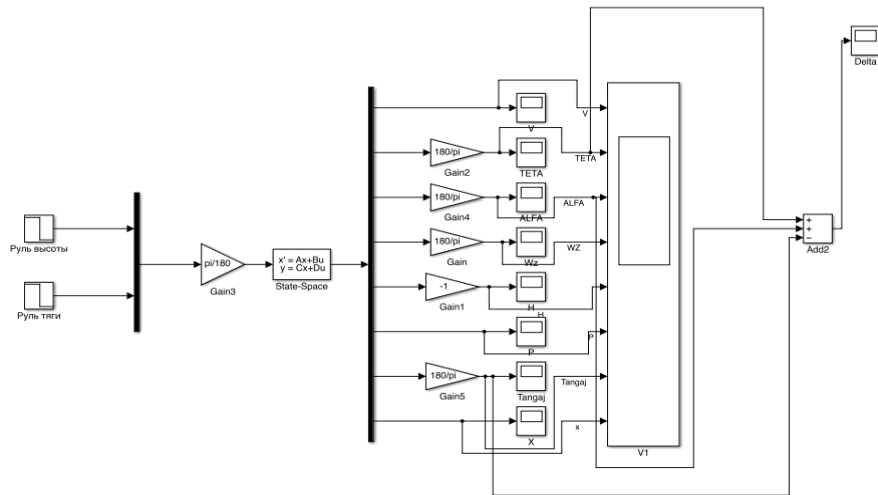 Delta
V
V
180/pi
Gain2
TETA
TETA
180/pi
Gain4
ALFA
ALFA
+
+
−
Add2
Руль высоты
180/pi
Gain
Wz
WZ
pi/180
Gain3
x' = Ax+Bu
y = Cx+Du
State-Space
-1
Gain1
H
H
Руль тяги
P
P
180/pi
Gain5
Tangaj
Tangaj
X
x
V1